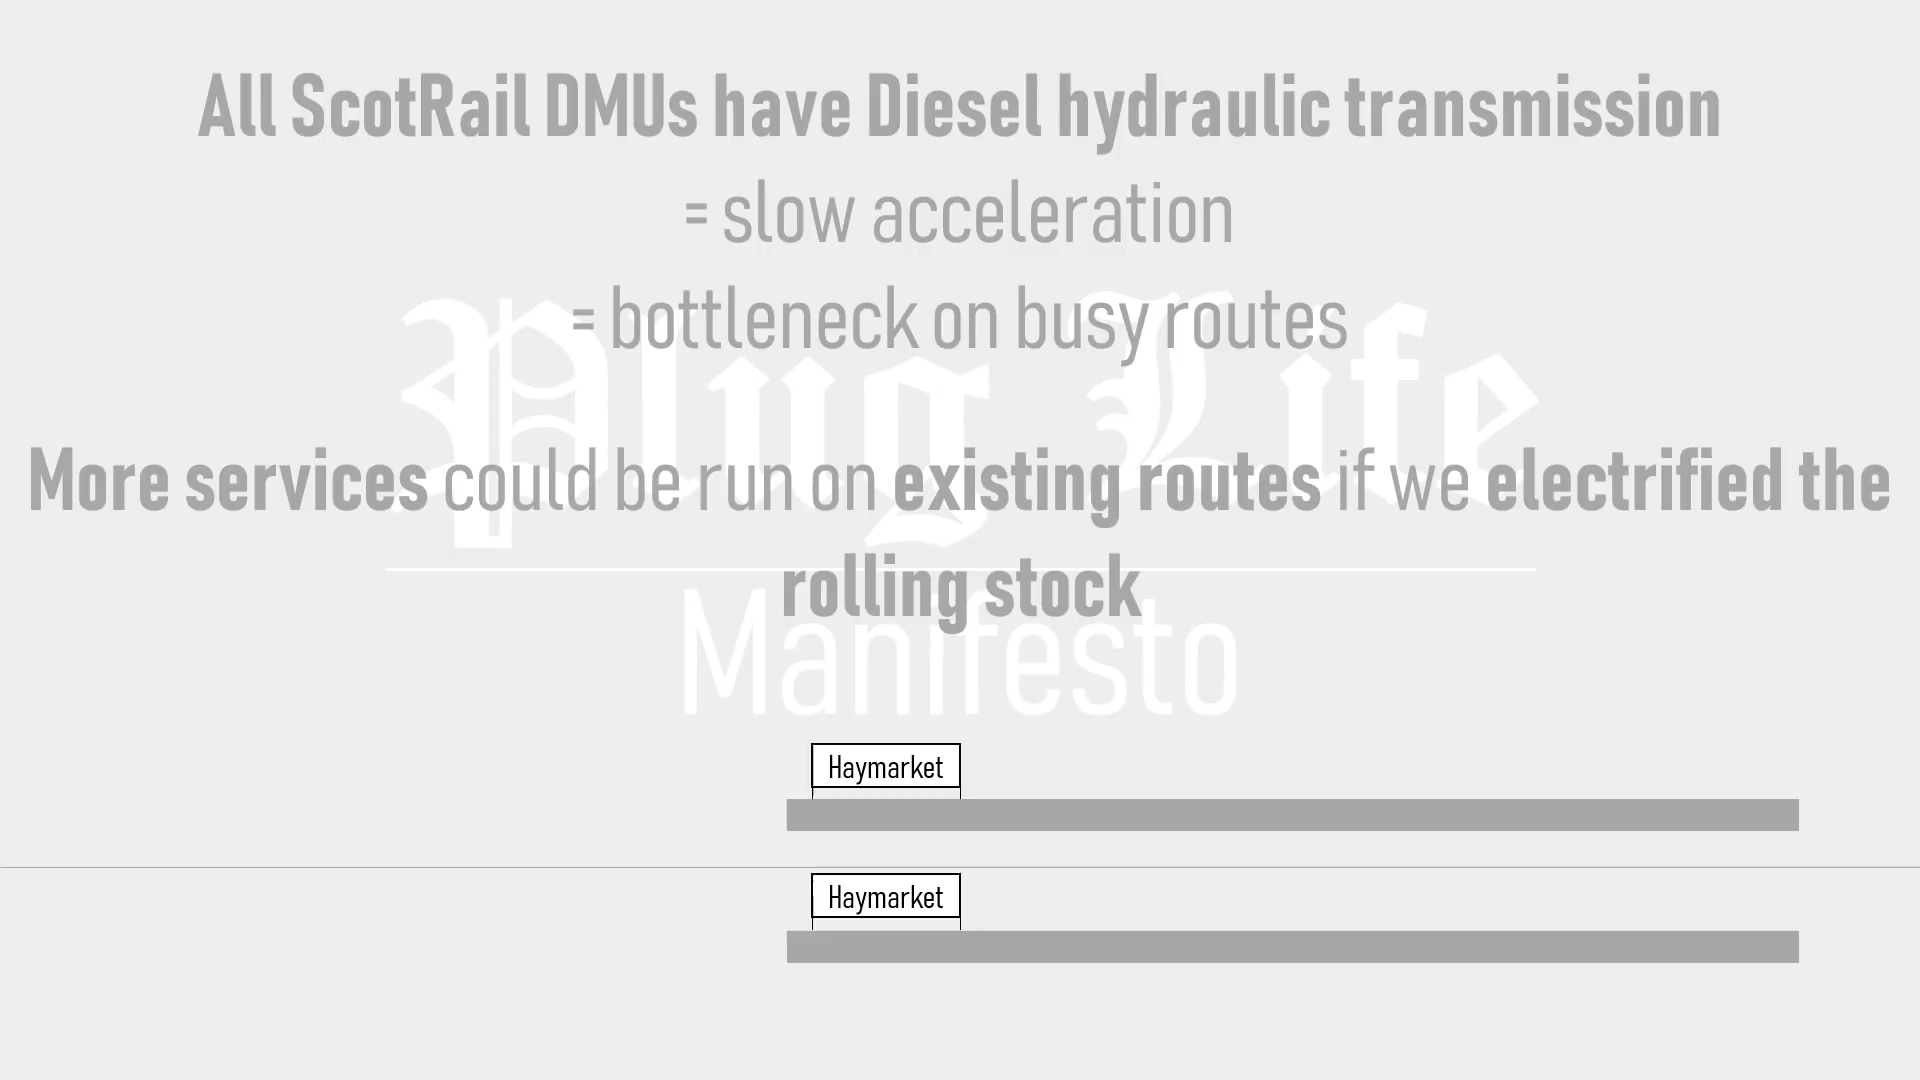 All ScotRail DMUs have Diesel hydraulic transmission
= slow acceleration
= bottleneck on busy routes
Plug Life
More services could be run on existing routes if we electrified the
rolling stock
Manifesto
Haymarket
Haymarket